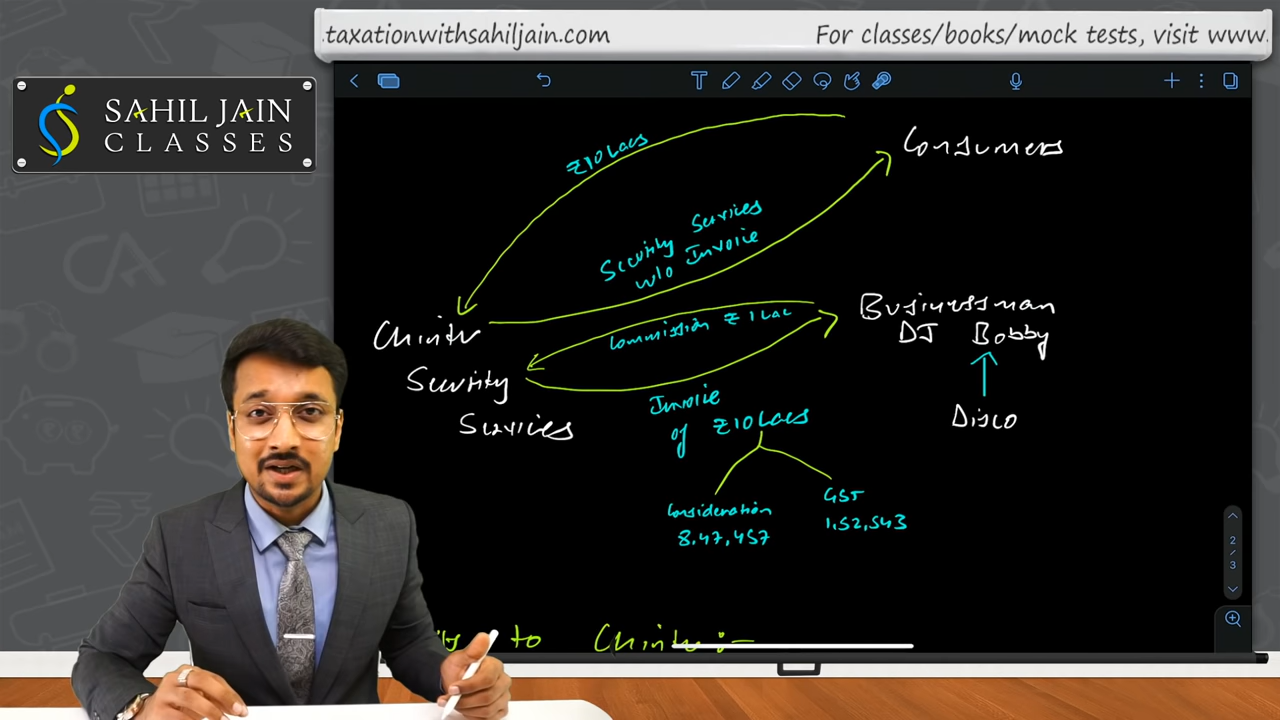 .taxationwithsahiljain.com For classes/books/mock tests, visit www.
SAHIL JAIN
CLASSES
₹10 Lacs
Consumers
Security Services
w/o Invoice
Chintu
Security
Services
Commission ₹1 Lac
Businessman
DJ Bobby
Disco
Invoice
of ₹10 Lacs
Consideration
8,47,457
GST
1,52,543
2
/
3
to Chintu :-